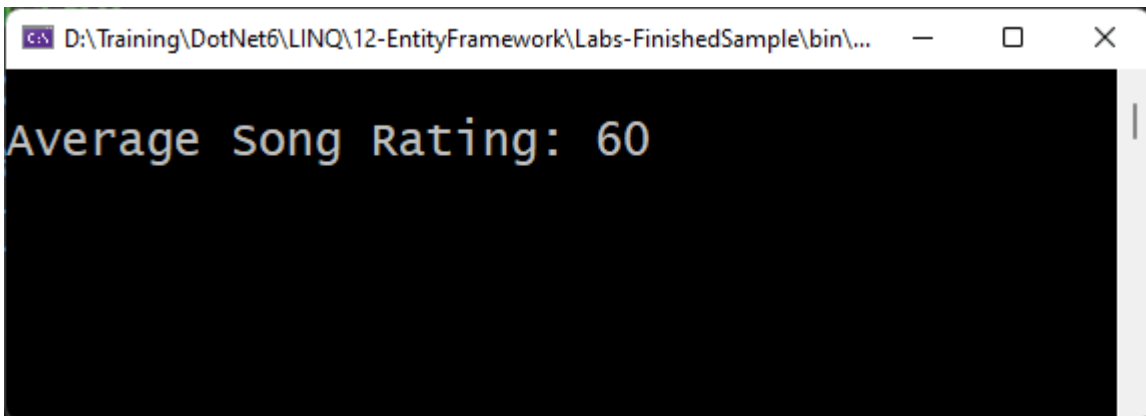 D:\Training\DotNet6\LINQ\12-EntityFramework\Labs-FinishedSample\bin\...
Average Song Rating: 60